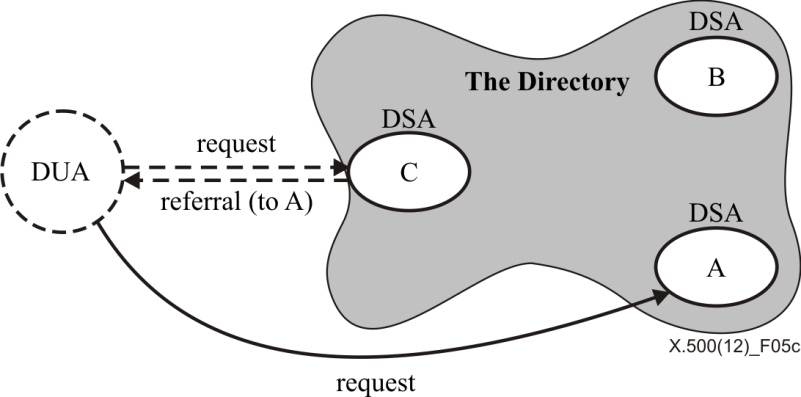 DSA
B
The Directory
DSA
request
DUA
C
referral (to A)
DSA
A
X.500(12)_F05c
request